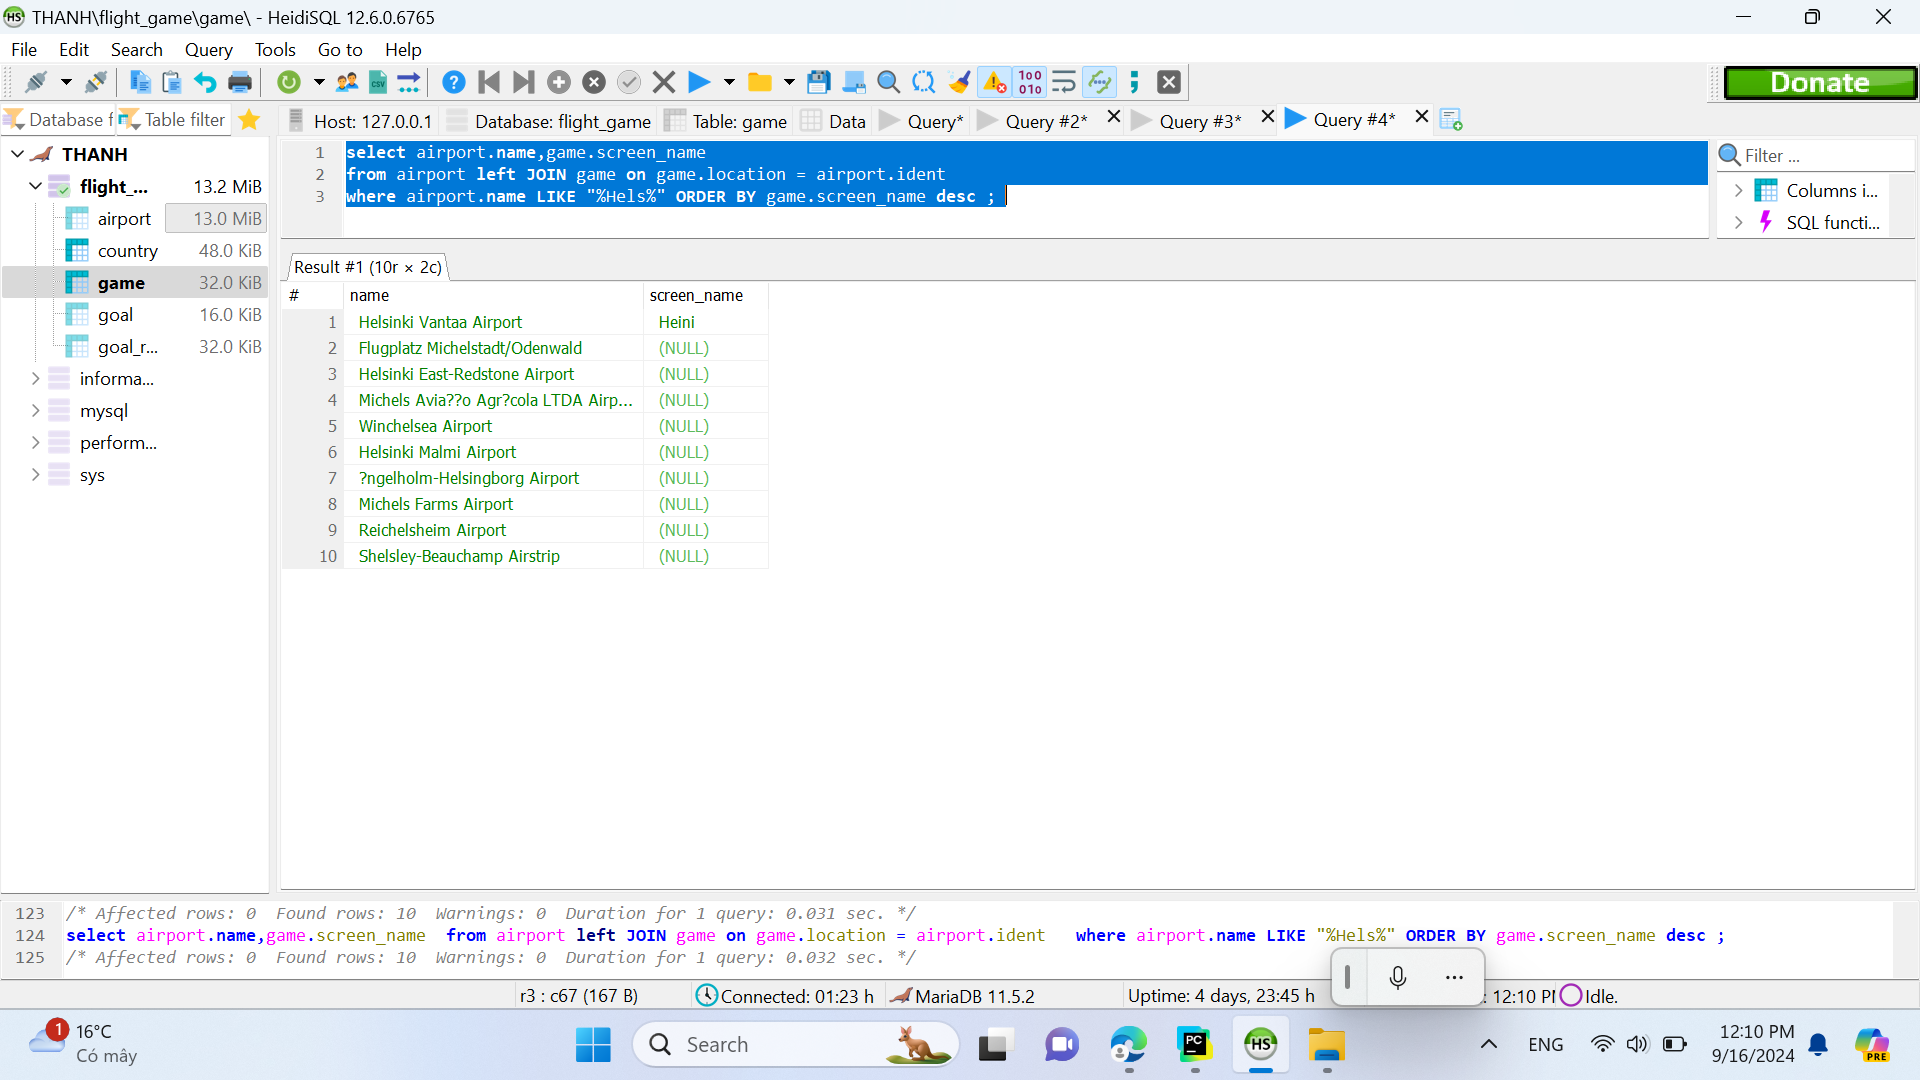 THANH\flight_game\game\ - HeidiSQL 12.6.0.6765
File Edit Search Query Tools Go to Help
Donate
Database f Table filter
Host: 127.0.0.1 Database: flight_game Table: game Data Query* Query #2* Query #3* Query #4*
THANH
flight_... 13.2 MiB
airport 13.0 MiB
country 48.0 KiB
game 32.0 KiB
goal 16.0 KiB
goal_r... 32.0 KiB
informa...
mysql
perform...
sys
1 select airport.name,game.screen_name
2 from airport left JOIN game on game.location = airport.ident
3 where airport.name LIKE "%Hels%" ORDER BY game.screen_name desc ;
Filter ...
Columns i...
SQL functi...
Result #1 (10r × 2c)
# name screen_name
1 Helsinki Vantaa Airport Heini
2 Flugplatz Michelstadt/Odenwald (NULL)
3 Helsinki East-Redstone Airport (NULL)
4 Michels Avia??o Agr?cola LTDA Airp... (NULL)
5 Winchelsea Airport (NULL)
6 Helsinki Malmi Airport (NULL)
7 ?ngelholm-Helsingborg Airport (NULL)
8 Michels Farms Airport (NULL)
9 Reichelsheim Airport (NULL)
10 Shelsley-Beauchamp Airstrip (NULL)
123 /* Affected rows: 0 Found rows: 10 Warnings: 0 Duration for 1 query: 0.031 sec. */
124 select airport.name,game.screen_name from airport left JOIN game on game.location = airport.ident where airport.name LIKE "%Hels%" ORDER BY game.screen_name desc ;
125 /* Affected rows: 0 Found rows: 10 Warnings: 0 Duration for 1 query: 0.032 sec. */
r3 : c67 (167 B) Connected: 01:23 h MariaDB 11.5.2 Uptime: 4 days, 23:45 h : 12:10 PM Idle.
1 16°C
Có mây
Search
ENG
12:10 PM
9/16/2024
PRE